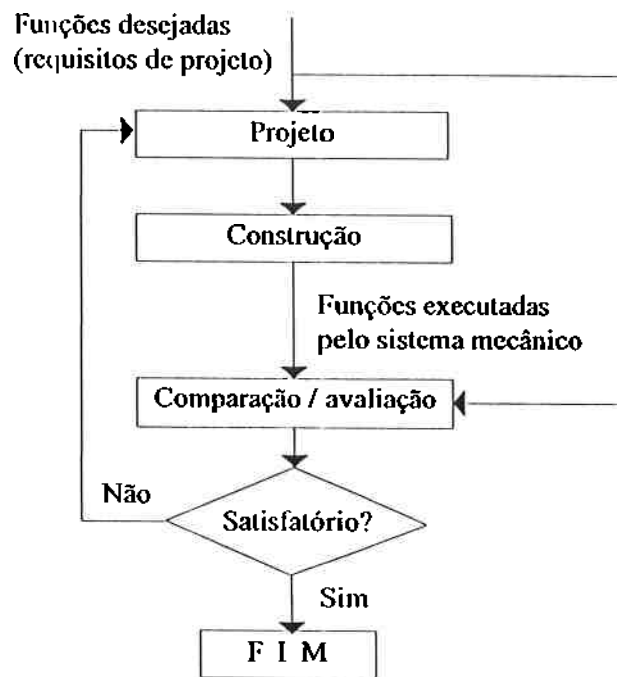 Funções desejadas
(requisitos de projeto)
Projeto
Construção
Funções executadas
pelo sistema mecânico
Comparação / avaliação
Não
Satisfatório?
Sim
F I M